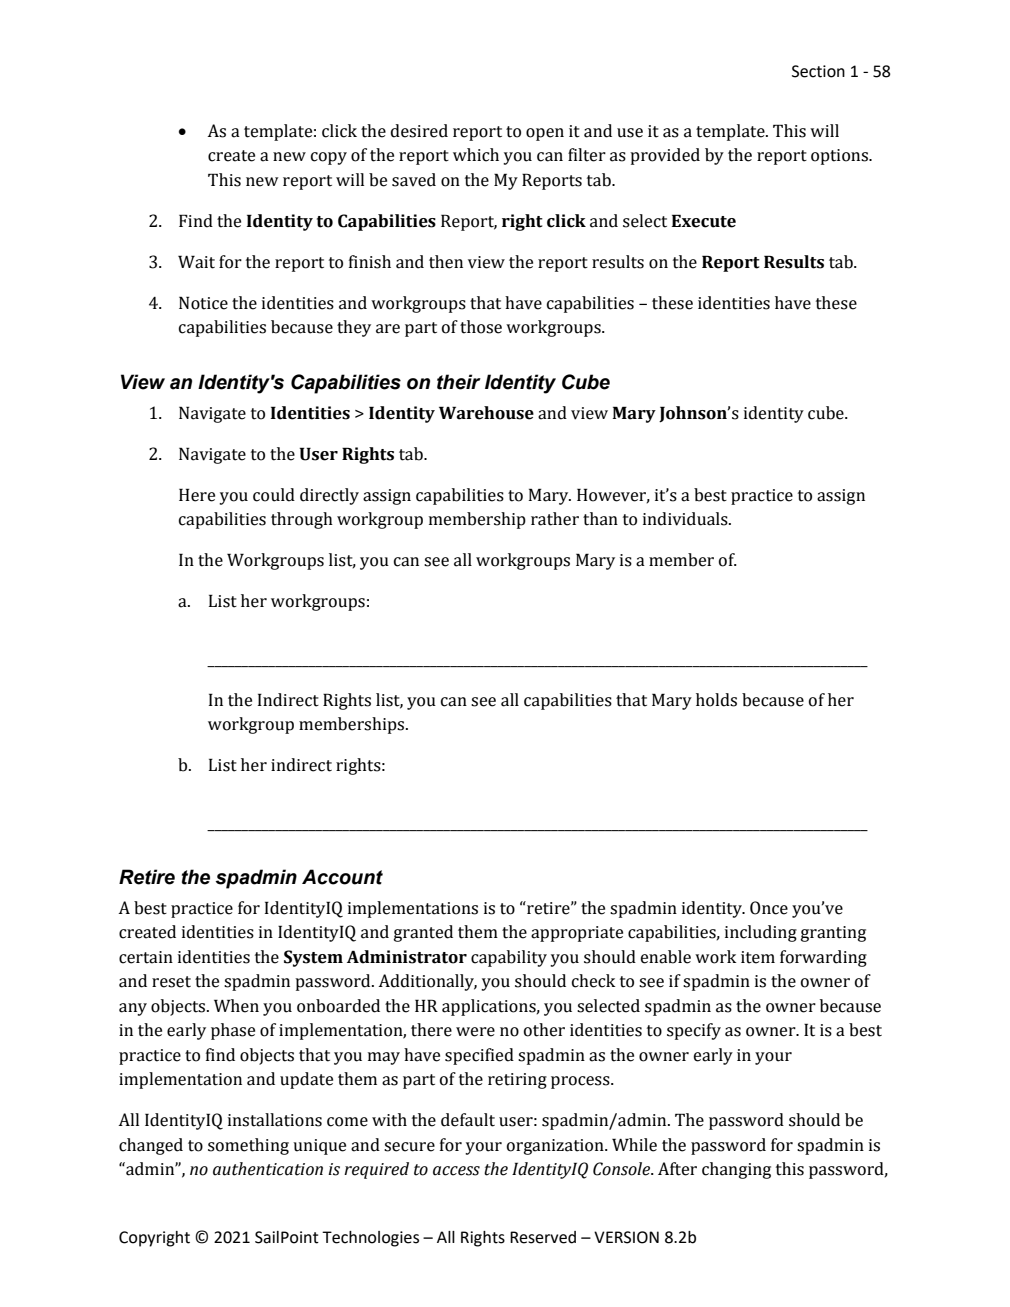 Section 1 - 58
• As a template: click the desired report to open it and use it as a template. This will
create a new copy of the report which you can filter as provided by the report options.
This new report will be saved on the My Reports tab.
2. Find the Identity to Capabilities Report, right click and select Execute
3. Wait for the report to finish and then view the report results on the Report Results tab.
4. Notice the identities and workgroups that have capabilities – these identities have these
capabilities because they are part of those workgroups.
View an Identity's Capabilities on their Identity Cube
1. Navigate to Identities > Identity Warehouse and view Mary Johnson’s identity cube.
2. Navigate to the User Rights tab.
Here you could directly assign capabilities to Mary. However, it’s a best practice to assign
capabilities through workgroup membership rather than to individuals.
In the Workgroups list, you can see all workgroups Mary is a member of.
a. List her workgroups:
In the Indirect Rights list, you can see all capabilities that Mary holds because of her
workgroup memberships.
b. List her indirect rights:
Retire the spadmin Account
A best practice for IdentityIQ implementations is to “retire” the spadmin identity. Once you’ve
created identities in IdentityIQ and granted them the appropriate capabilities, including granting
certain identities the System Administrator capability you should enable work item forwarding
and reset the spadmin password. Additionally, you should check to see if spadmin is the owner of
any objects. When you onboarded the HR applications, you selected spadmin as the owner because
in the early phase of implementation, there were no other identities to specify as owner. It is a best
practice to find objects that you may have specified spadmin as the owner early in your
implementation and update them as part of the retiring process.
All IdentityIQ installations come with the default user: spadmin/admin. The password should be
changed to something unique and secure for your organization. While the password for spadmin is
“admin”, no authentication is required to access the IdentityIQ Console. After changing this password,
Copyright © 2021 SailPoint Technologies – All Rights Reserved – VERSION 8.2b